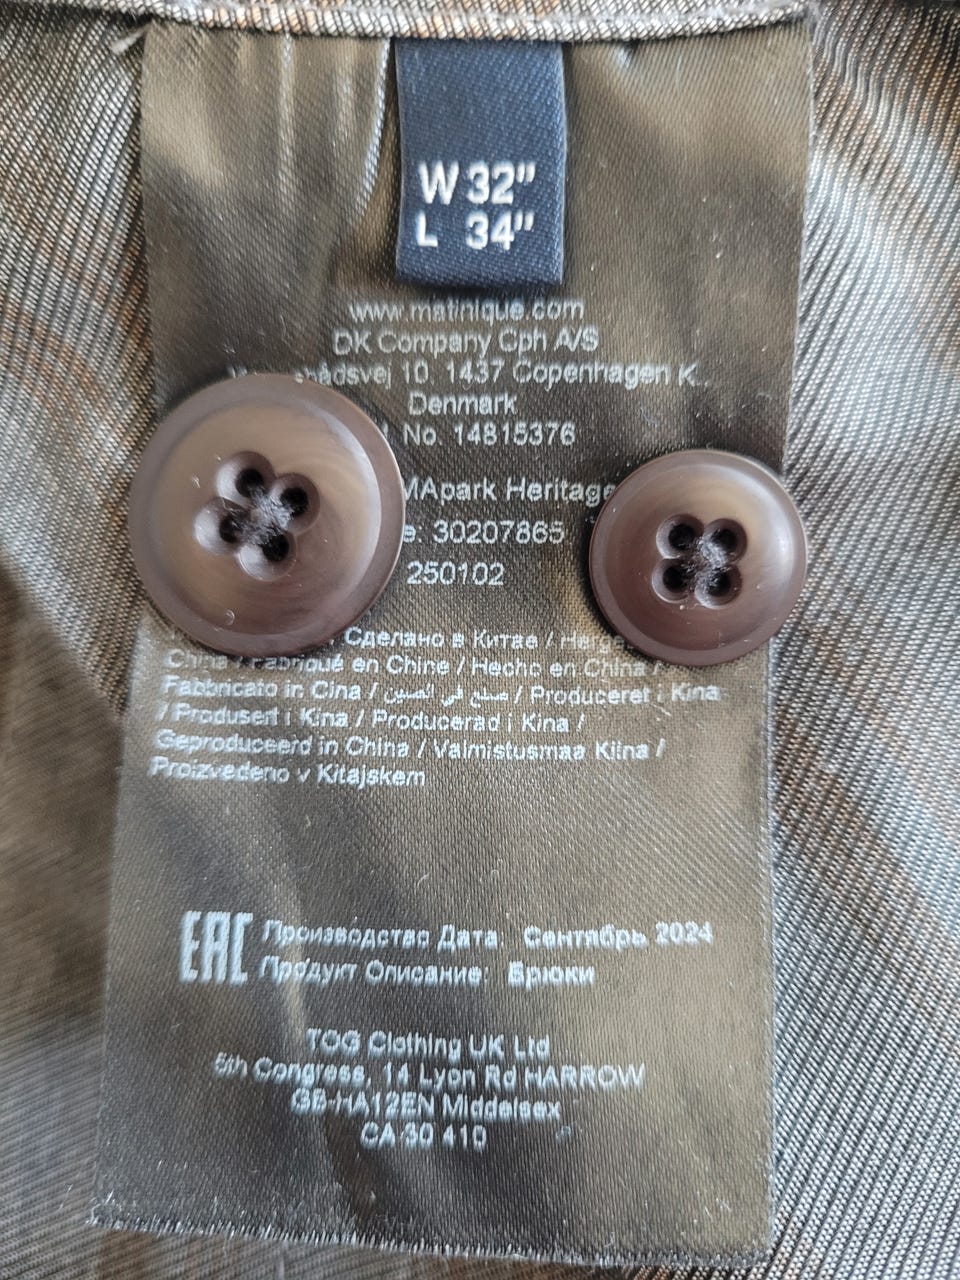 W 32"
L 34"
www.matinique.com
DK Company Cph A/S
10, 1437 Copenhagen K.,
Denmark
No. 14815376
MApark Heritage
30207865
250102
Сделано в Китае /
China / Fabriqué en Chine / Hecho en China /
Fabbricato in Cina / صنع في الصين / Produceret i Kina
/ Produsert i Kina / Producerad i Kina /
Geproduceerd in China / Valmistusmaa Kiina /
Proizvedeno v Kitajskem
EAC
Производство Дата: Сентябрь 2024
Продукт Описание: Брюки
TOG Clothing UK Ltd
5th Congress, 14 Lyon Rd HARROW
GB-HA12EN Middelsex
CA 30 410